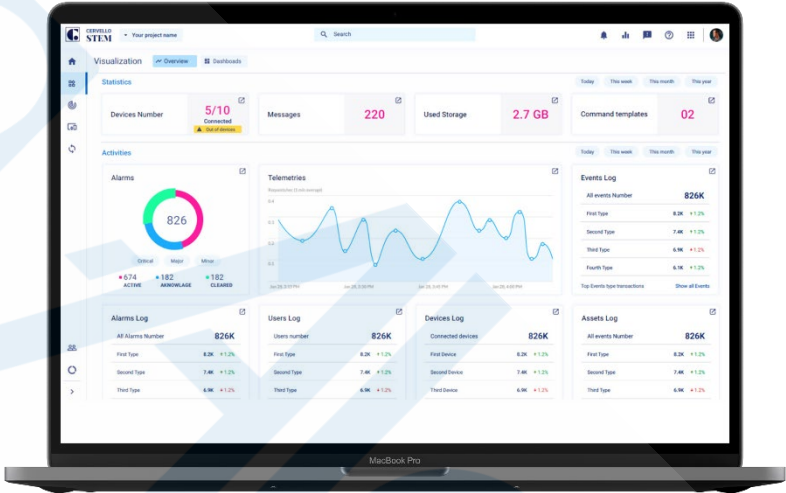 CERVELLO
STEM
Your project name
Search
Visualization
Overview
Dashboards
Statistics
Today
This week
This month
This year
Devices Number
5/10
Connected
Out of devices
Messages
220
Used Storage
2.7 GB
Command templates
02
Activities
Today
This week
This month
This year
Alarms
826
Critical
Major
Minor
674
ACTIVE
182
AKNOWLAGE
182
CLEARED
Telemetries
Events Log
All events Number 826K
First Type 8.2K +1.2%
Second Type 7.4K +1.2%
Third Type 6.9K +1.2%
Fourth Type 6.1K +1.2%
Top Events type transactions Show all Events
Alarms Log
All Alarms Number 826K
First Type 8.2K +1.2%
Second Type 7.4K +1.2%
Third Type 6.9K +1.2%
Users Log
Users number 826K
First Type 8.2K +1.2%
Second Type 7.4K +1.2%
Third Type 6.9K +1.2%
Devices Log
Connected devices 826K
First Device 8.2K +1.2%
Second Device 7.4K +1.2%
Third Device 6.9K +1.2%
Assets Log
All events Number 826K
First Type 8.2K +1.2%
Second Type 7.4K +1.2%
Third Type 6.9K +1.2%
MacBook Pro